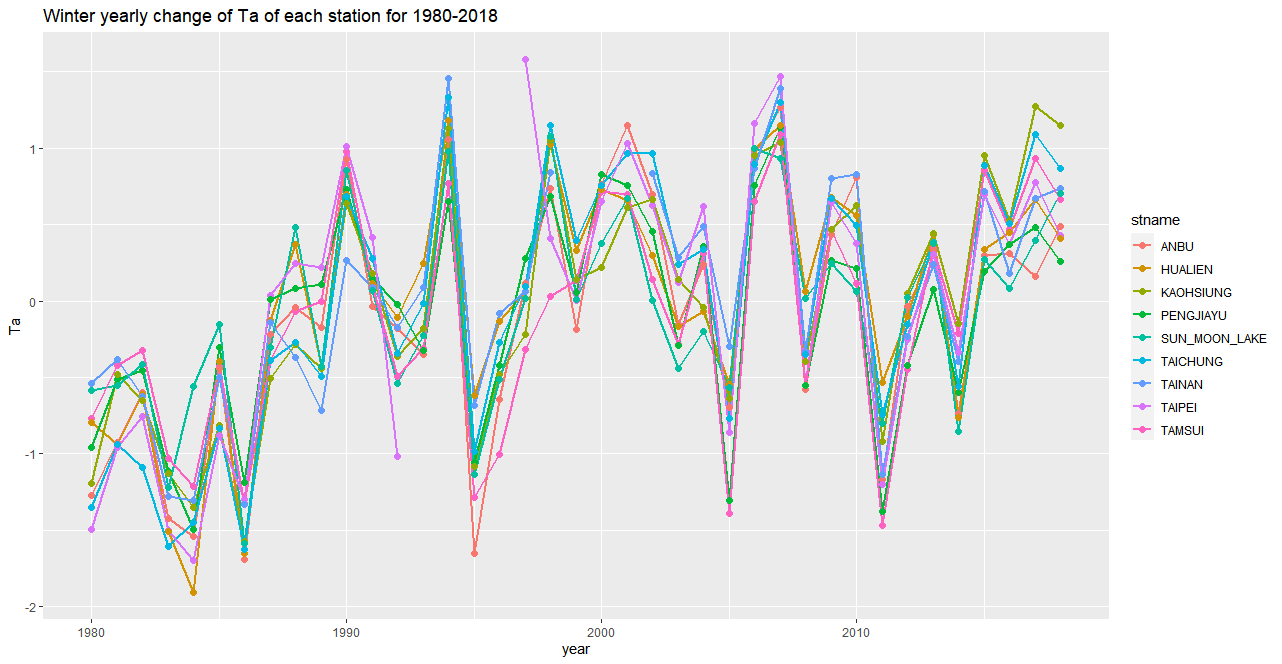 Winter yearly change of Ta of each station for 1980-2018
Ta
1
0
-1
-2
1980
1990
2000
2010
year
stname
ANBU
HUALIEN
KAOHSIUNG
PENGJIAYU
SUN_MOON_LAKE
TAICHUNG
TAINAN
TAIPEI
TAMSUI